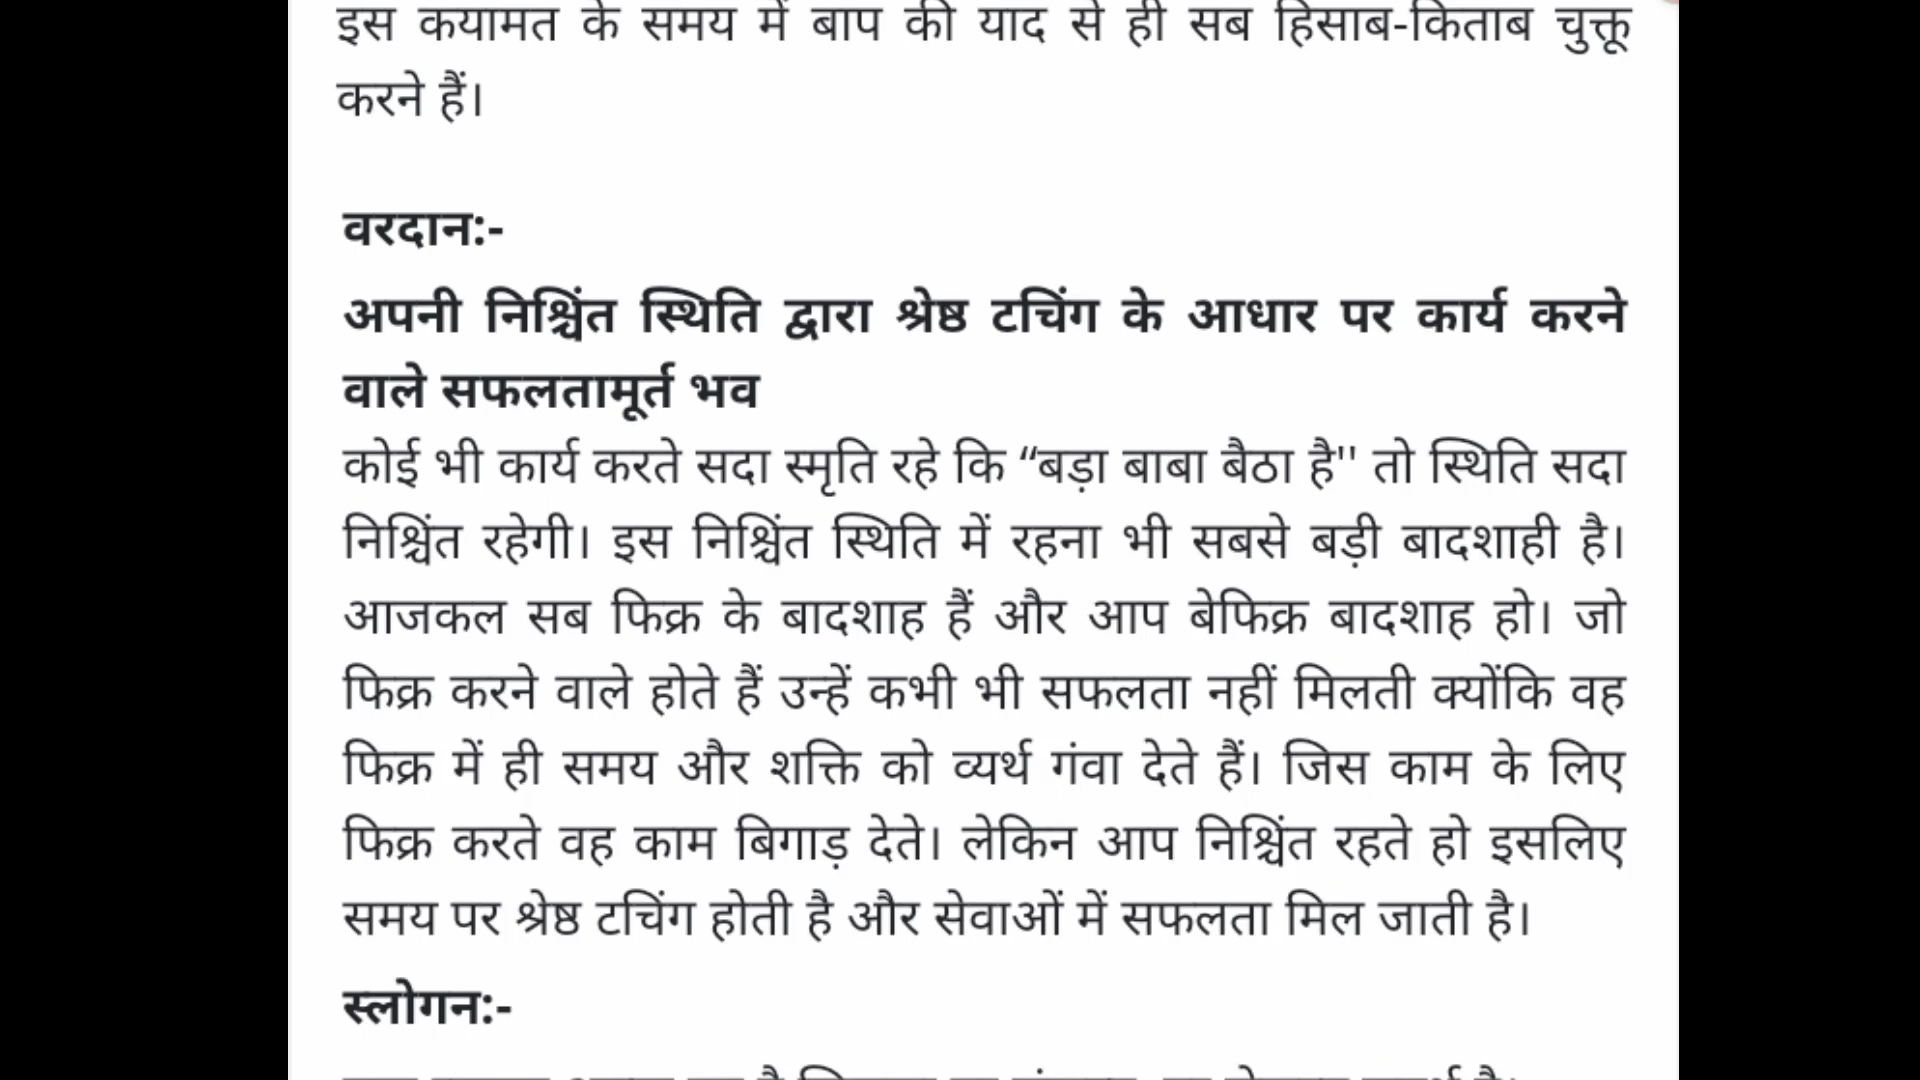 इस कयामत के समय में बाप की याद से ही सब हिसाब-किताब चुक्तू
करने हैं।
वरदान:-
अपनी निश्चिंत स्थिति द्वारा श्रेष्ठ टचिंग के आधार पर कार्य करने
वाले सफलतामूर्त भव
कोई भी कार्य करते सदा स्मृति रहे कि “बड़ा बाबा बैठा है'' तो स्थिति सदा
निश्चिंत रहेगी। इस निश्चिंत स्थिति में रहना भी सबसे बड़ी बादशाही है।
आजकल सब फिक्र के बादशाह हैं और आप बेफिक्र बादशाह हो। जो
फिक्र करने वाले होते हैं उन्हें कभी भी सफलता नहीं मिलती क्योंकि वह
फिक्र में ही समय और शक्ति को व्यर्थ गंवा देते हैं। जिस काम के लिए
फिक्र करते वह काम बिगाड़ देते। लेकिन आप निश्चिंत रहते हो इसलिए
समय पर श्रेष्ठ टचिंग होती है और सेवाओं में सफलता मिल जाती है।
स्लोगन:-